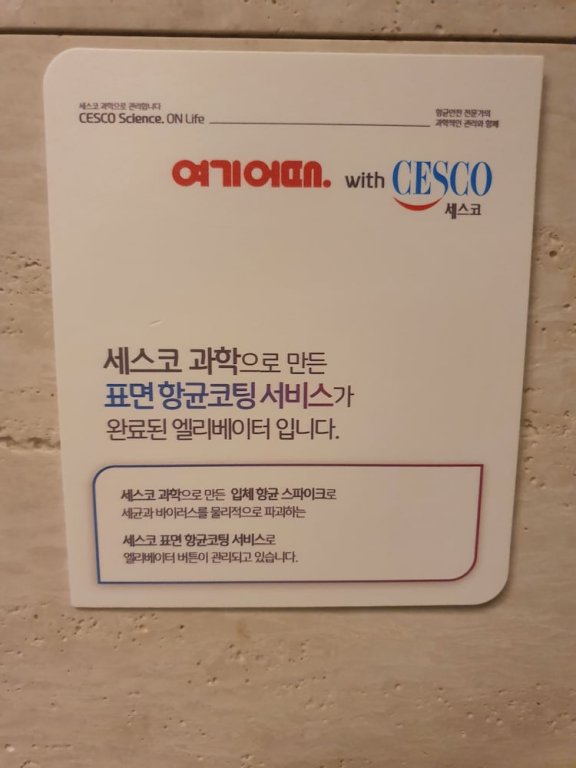 세스코 과학으로 관리합니다
CESCO Science. ON Life
항균안전 전문가의
과학적인 관리와 함께
여기어때. with CESCO
세스코
세스코 과학으로 만든
표면 항균코팅 서비스가
완료된 엘리베이터 입니다.
세스코 과학으로 만든 입체 항균 스파이크로
세균과 바이러스를 물리적으로 파괴하는
세스코 표면 항균코팅 서비스로
엘리베이터 버튼이 관리되고 있습니다.